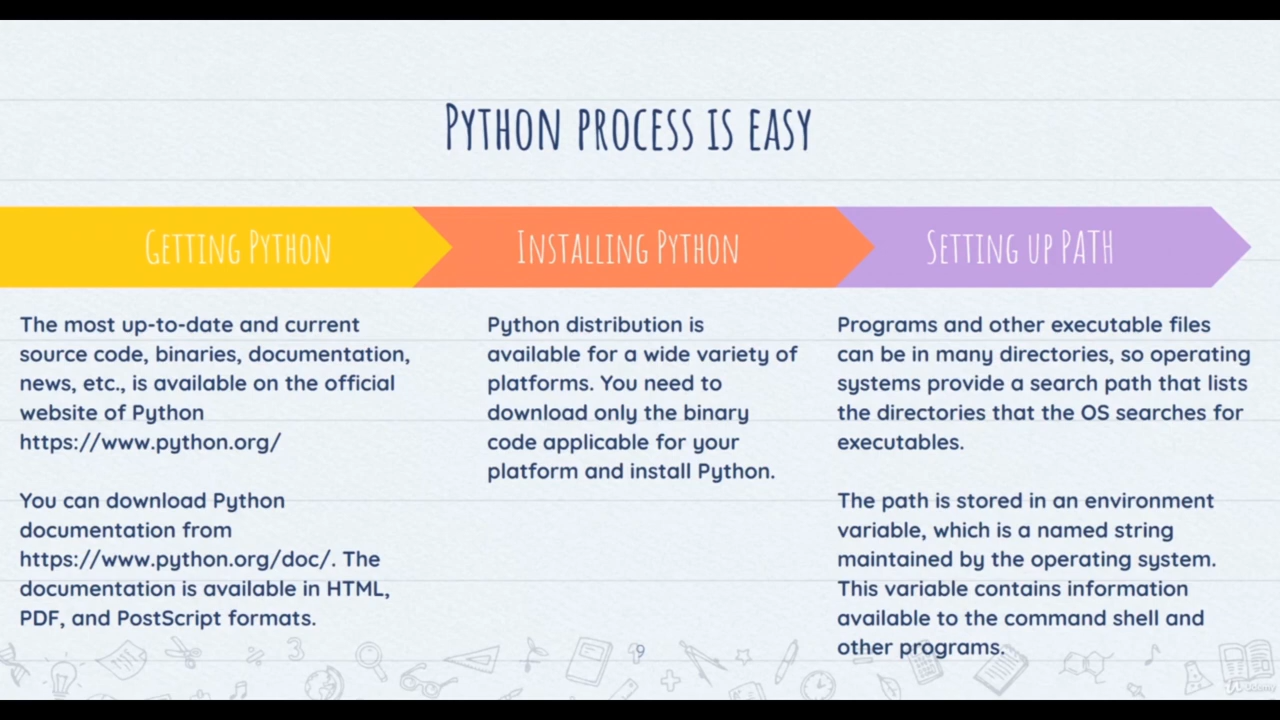 Python process is easy
Getting Python
Installing Python
Setting up PATH
The most up-to-date and current
source code, binaries, documentation,
news, etc., is available on the official
website of Python
https://www.python.org/
You can download Python
documentation from
https://www.python.org/doc/. The
documentation is available in HTML,
PDF, and PostScript formats.
Python distribution is
available for a wide variety of
platforms. You need to
download only the binary
code applicable for your
platform and install Python.
Programs and other executable files
can be in many directories, so operating
systems provide a search path that lists
the directories that the OS searches for
executables.
The path is stored in an environment
variable, which is a named string
maintained by the operating system.
This variable contains information
available to the command shell and
other programs.
3
9
Udemy